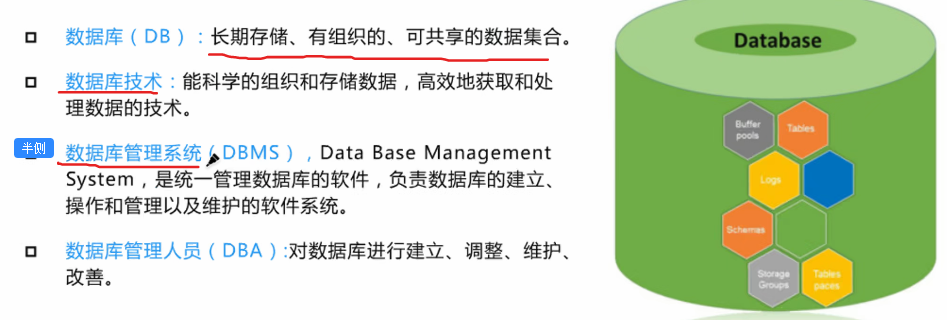 数据库（DB）：长期存储、有组织的、可共享的数据集合。
数据库技术：能科学的组织和存储数据，高效地获取和处
理数据的技术。
半侧
数据库管理系统（DBMS），Data Base Management
System，是统一管理数据库的软件，负责数据库的建立、
操作和管理以及维护的软件系统。
数据库管理人员（DBA）:对数据库进行建立、调整、维护、
改善。
Database
Buffer
pools
Tables
Logs
Schemas
Storage
Groups
Tables
paces